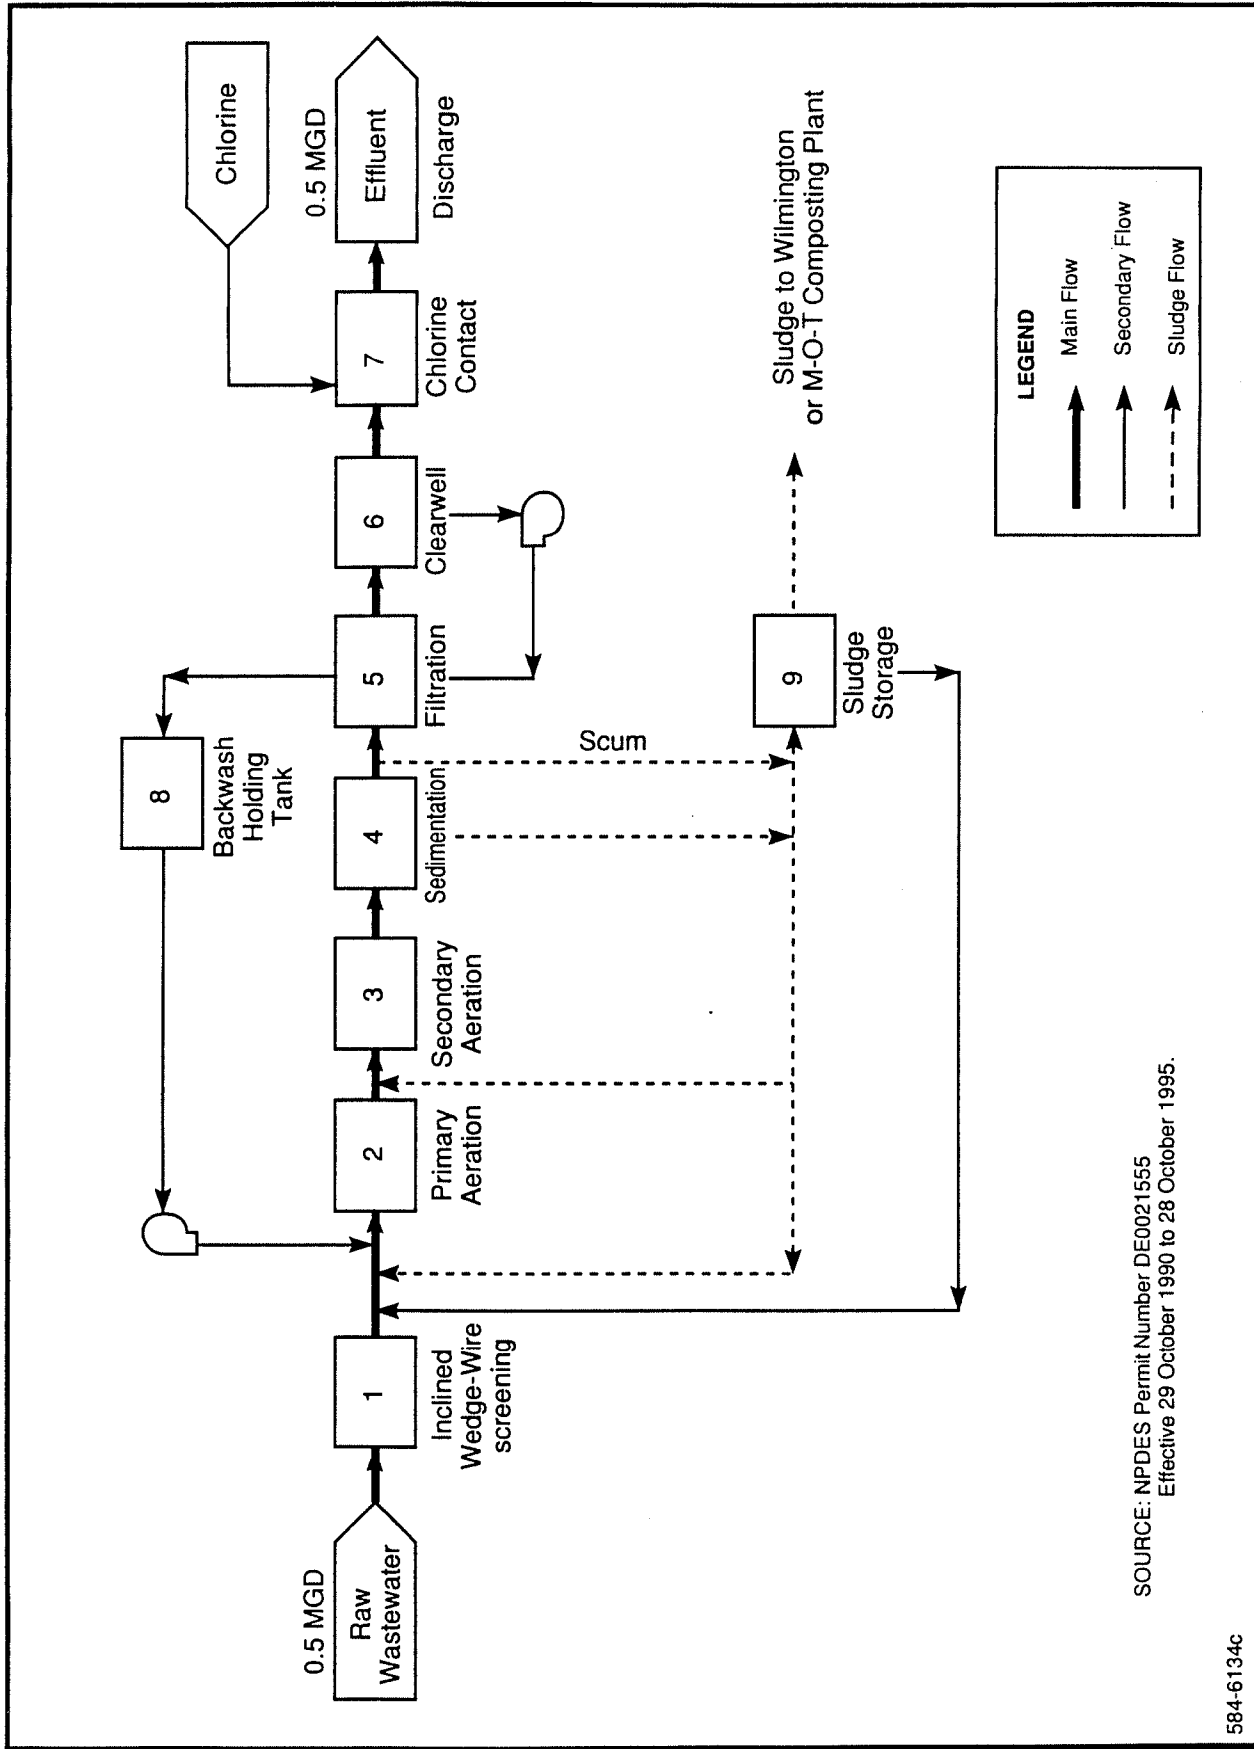 Chlorine
0.5 MGD
Effluent
Discharge
7
Chlorine
Contact
6
Clearwell
5
Filtration
8
Backwash
Holding
Tank
4
Sedimentation
Scum
3
Secondary
Aeration
2
Primary
Aeration
1
Inclined
Wedge-Wire
screening
0.5 MGD
Raw
Wastewater
9
Sludge
Storage
Sludge to Wilmington
or M-O-T Composting Plant
LEGEND
Main Flow
Secondary Flow
Sludge Flow
SOURCE: NPDES Permit Number DE0021555
Effective 29 October 1990 to 28 October 1995.
584-6134c